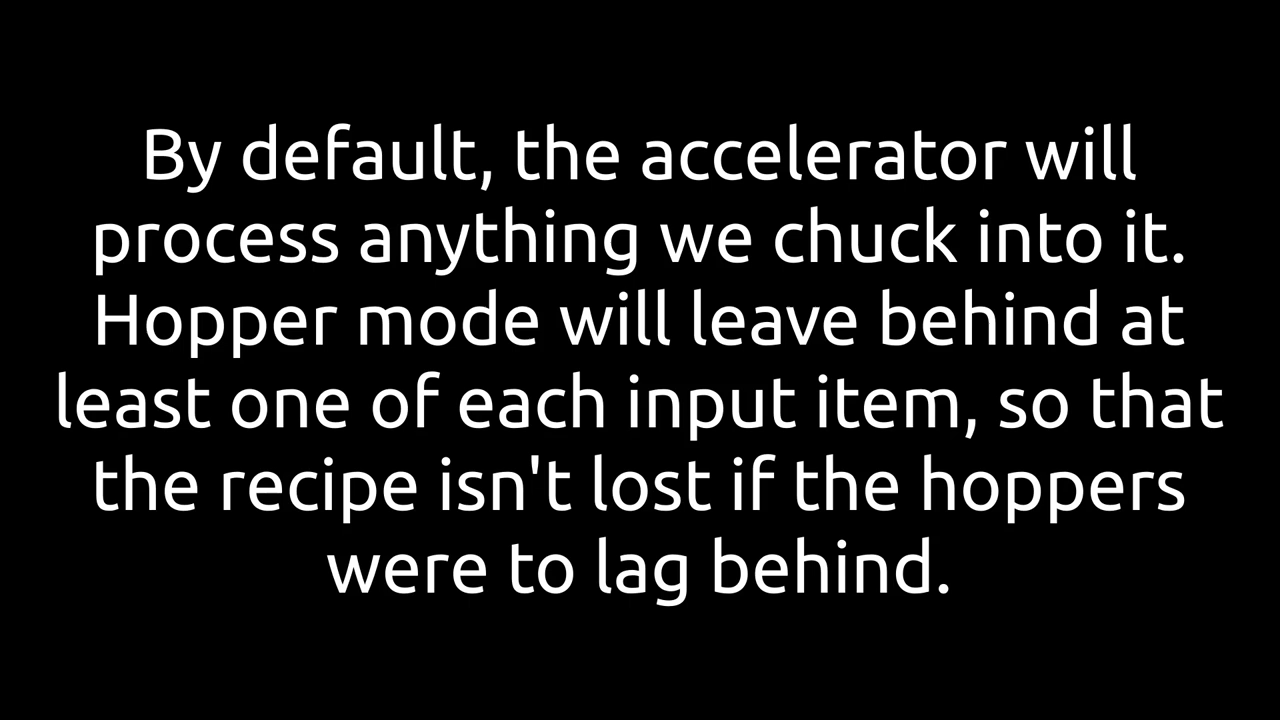 By default, the accelerator will
process anything we chuck into it.
Hopper mode will leave behind at
least one of each input item, so that
the recipe isn't lost if the hoppers
were to lag behind.